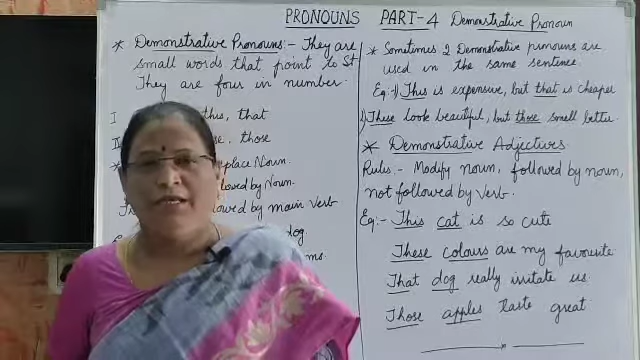 PRONOUNS PART-4 Demonstrative Pronoun
* Demonstrative Pronouns:- They are
small words that point to St
They are four in number.
I this, that
II those
* place Noun.
llowed by Noun.
owed by main Verb
dog
* Sometimes 2 Demonstrative pronouns are
used in the same sentence.
Eg:-1) This is expensive, but that is cheaper
These look beautiful, but those smell better.
* Demonstrative Adjectives.
Rules.- Modify noun, followed by noun,
not followed by Verb.
Eg:- This cat is so cute
These colours are my favourite
That dog really irritate us
Those apples taste great